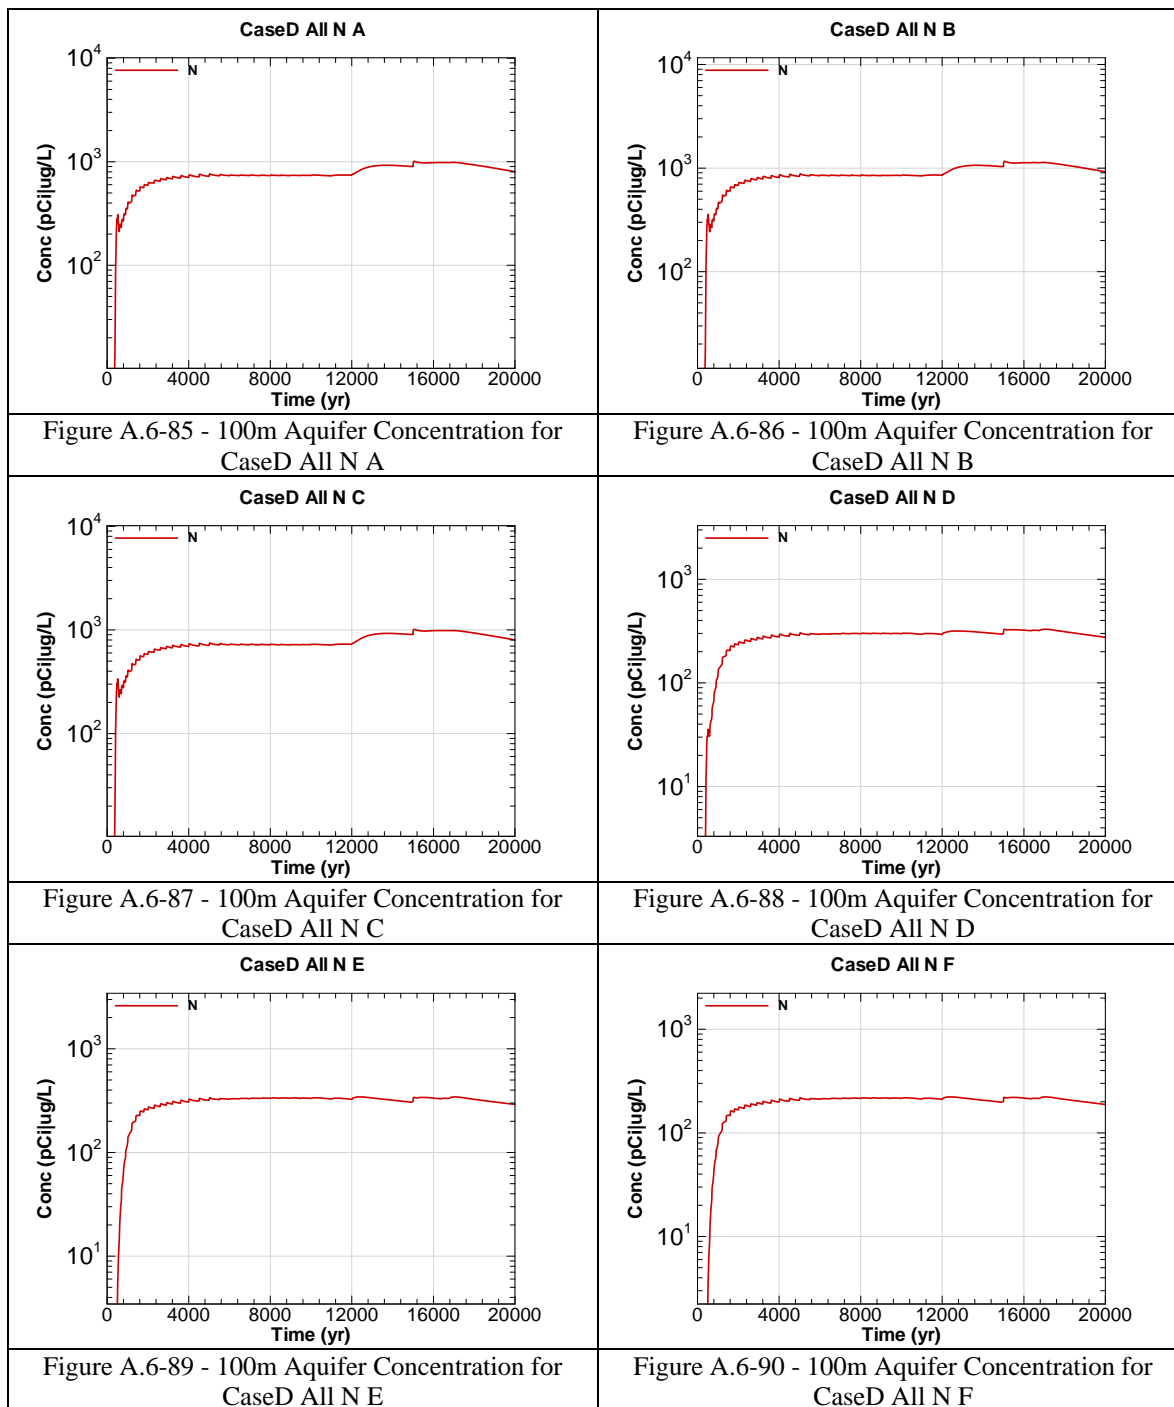 CaseD All N A
N
10^4
10^3
10^2
Conc (pCi|ug/L)
0 4000 8000 12000 16000 20000
Time (yr)
Figure A.6-85 - 100m Aquifer Concentration for
CaseD All N A
CaseD All N B
N
10^4
10^3
10^2
Conc (pCi|ug/L)
0 4000 8000 12000 16000 20000
Time (yr)
Figure A.6-86 - 100m Aquifer Concentration for
CaseD All N B
CaseD All N C
N
10^4
10^3
10^2
Conc (pCi|ug/L)
0 4000 8000 12000 16000 20000
Time (yr)
Figure A.6-87 - 100m Aquifer Concentration for
CaseD All N C
CaseD All N D
N
10^3
10^2
10^1
Conc (pCi|ug/L)
0 4000 8000 12000 16000 20000
Time (yr)
Figure A.6-88 - 100m Aquifer Concentration for
CaseD All N D
CaseD All N E
N
10^3
10^2
10^1
Conc (pCi|ug/L)
0 4000 8000 12000 16000 20000
Time (yr)
Figure A.6-89 - 100m Aquifer Concentration for
CaseD All N E
CaseD All N F
N
10^3
10^2
10^1
Conc (pCi|ug/L)
0 4000 8000 12000 16000 20000
Time (yr)
Figure A.6-90 - 100m Aquifer Concentration for
CaseD All N F